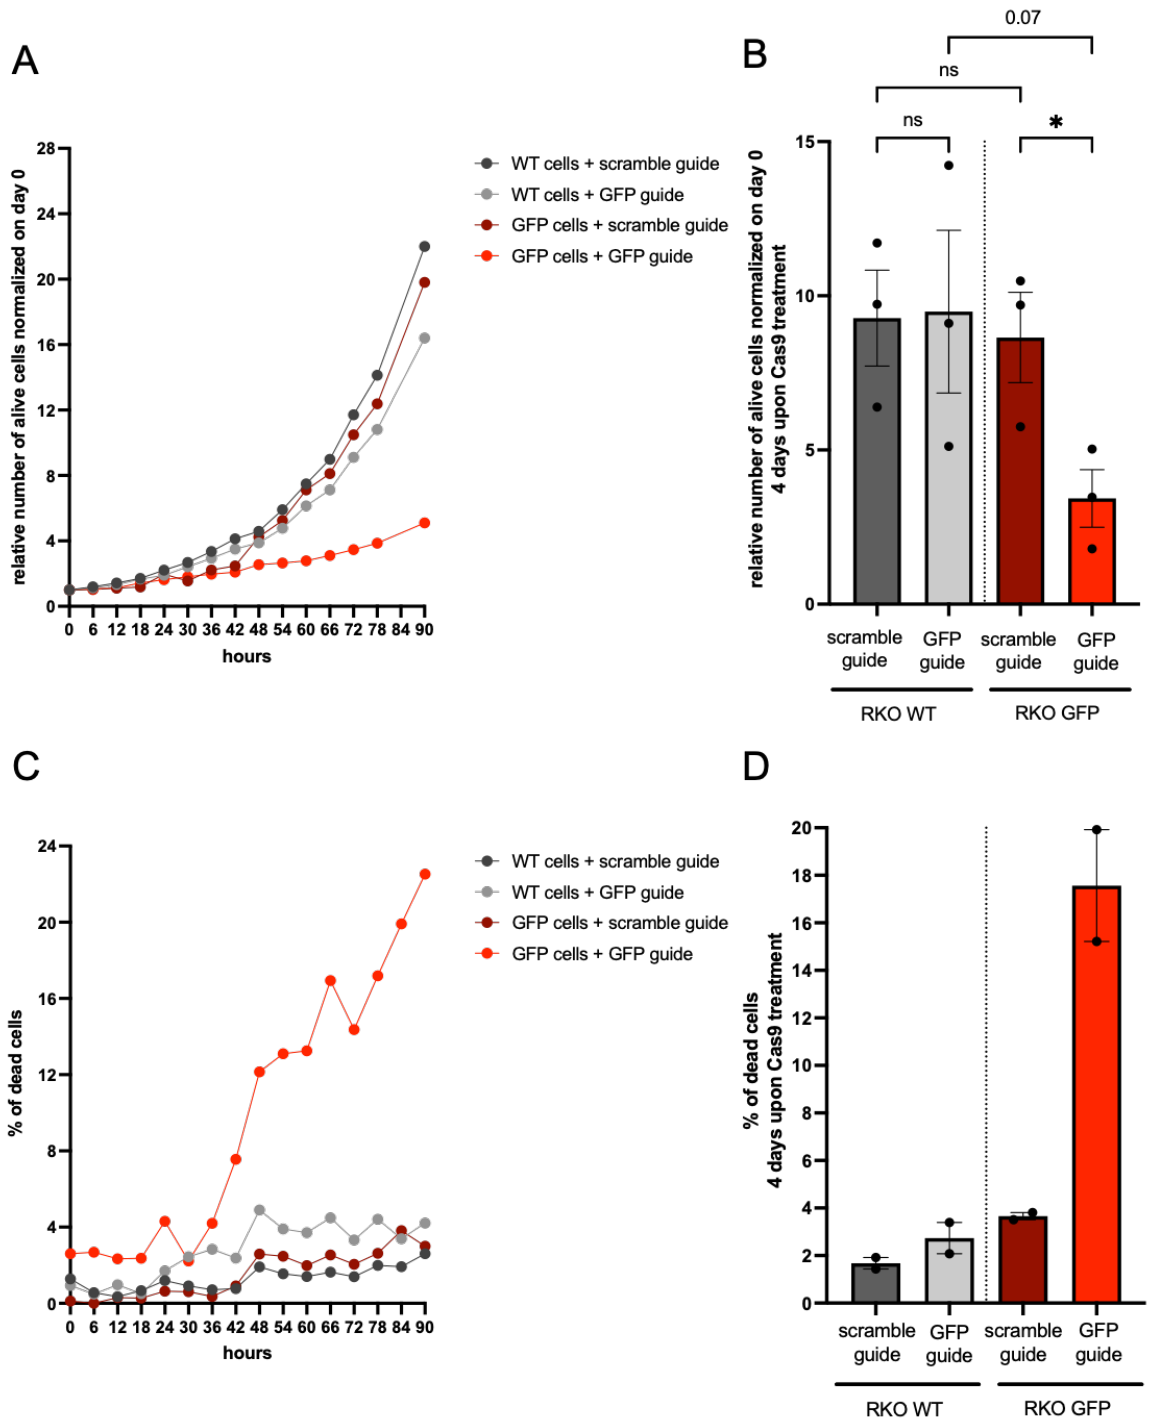 A
28
24
20
16
12
8
4
0
relative number of alive cells normalized on day 0
0 6 12 18 24 30 36 42 48 54 60 66 72 78 84 90
hours
WT cells + scramble guide
WT cells + GFP guide
GFP cells + scramble guide
GFP cells + GFP guide
B
0.07
ns
ns
*
15
10
5
0
relative number of alive cells normalized on day 0
4 days upon Cas9 treatment
scramble
guide
GFP
guide
scramble
guide
GFP
guide
RKO WT
RKO GFP
C
24
20
16
12
8
4
0
% of dead cells
0 6 12 18 24 30 36 42 48 54 60 66 72 78 84 90
hours
WT cells + scramble guide
WT cells + GFP guide
GFP cells + scramble guide
GFP cells + GFP guide
D
20
18
16
14
12
10
8
6
4
2
0
% of dead cells
4 days upon Cas9 treatment
scramble
guide
GFP
guide
scramble
guide
GFP
guide
RKO WT
RKO GFP